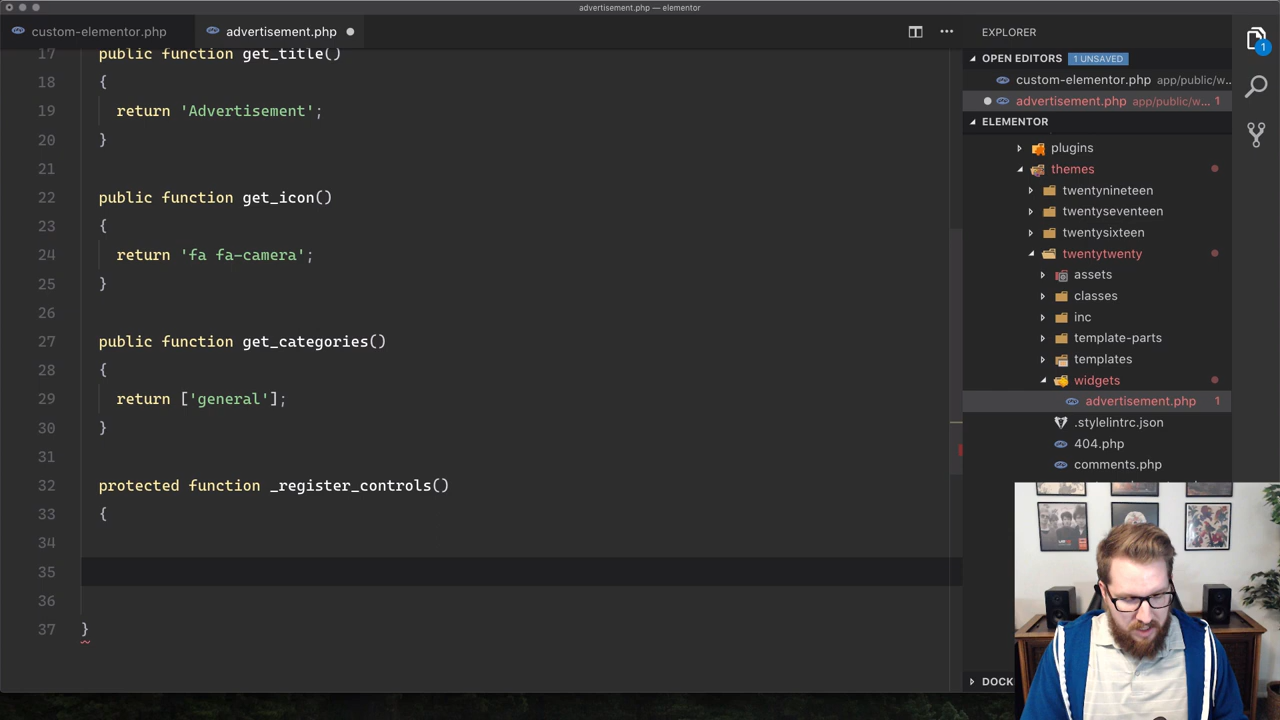 advertisement.php — elementor
custom-elementor.php
advertisement.php
EXPLORER
OPEN EDITORS 1 UNSAVED
custom-elementor.php app/public/w...
advertisement.php app/public/w... 1
ELEMENTOR
plugins
themes
twentynineteen
twentyseventeen
twentysixteen
twentytwenty
assets
classes
inc
template-parts
templates
widgets
advertisement.php 1
.stylelintrc.json
404.php
comments.php
DOCK
1
17 public function get_title()
18 {
19 return 'Advertisement';
20 }
21
22 public function get_icon()
23 {
24 return 'fa fa-camera';
25 }
26
27 public function get_categories()
28 {
29 return ['general'];
30 }
31
32 protected function _register_controls()
33 {
34
35
36
37 }